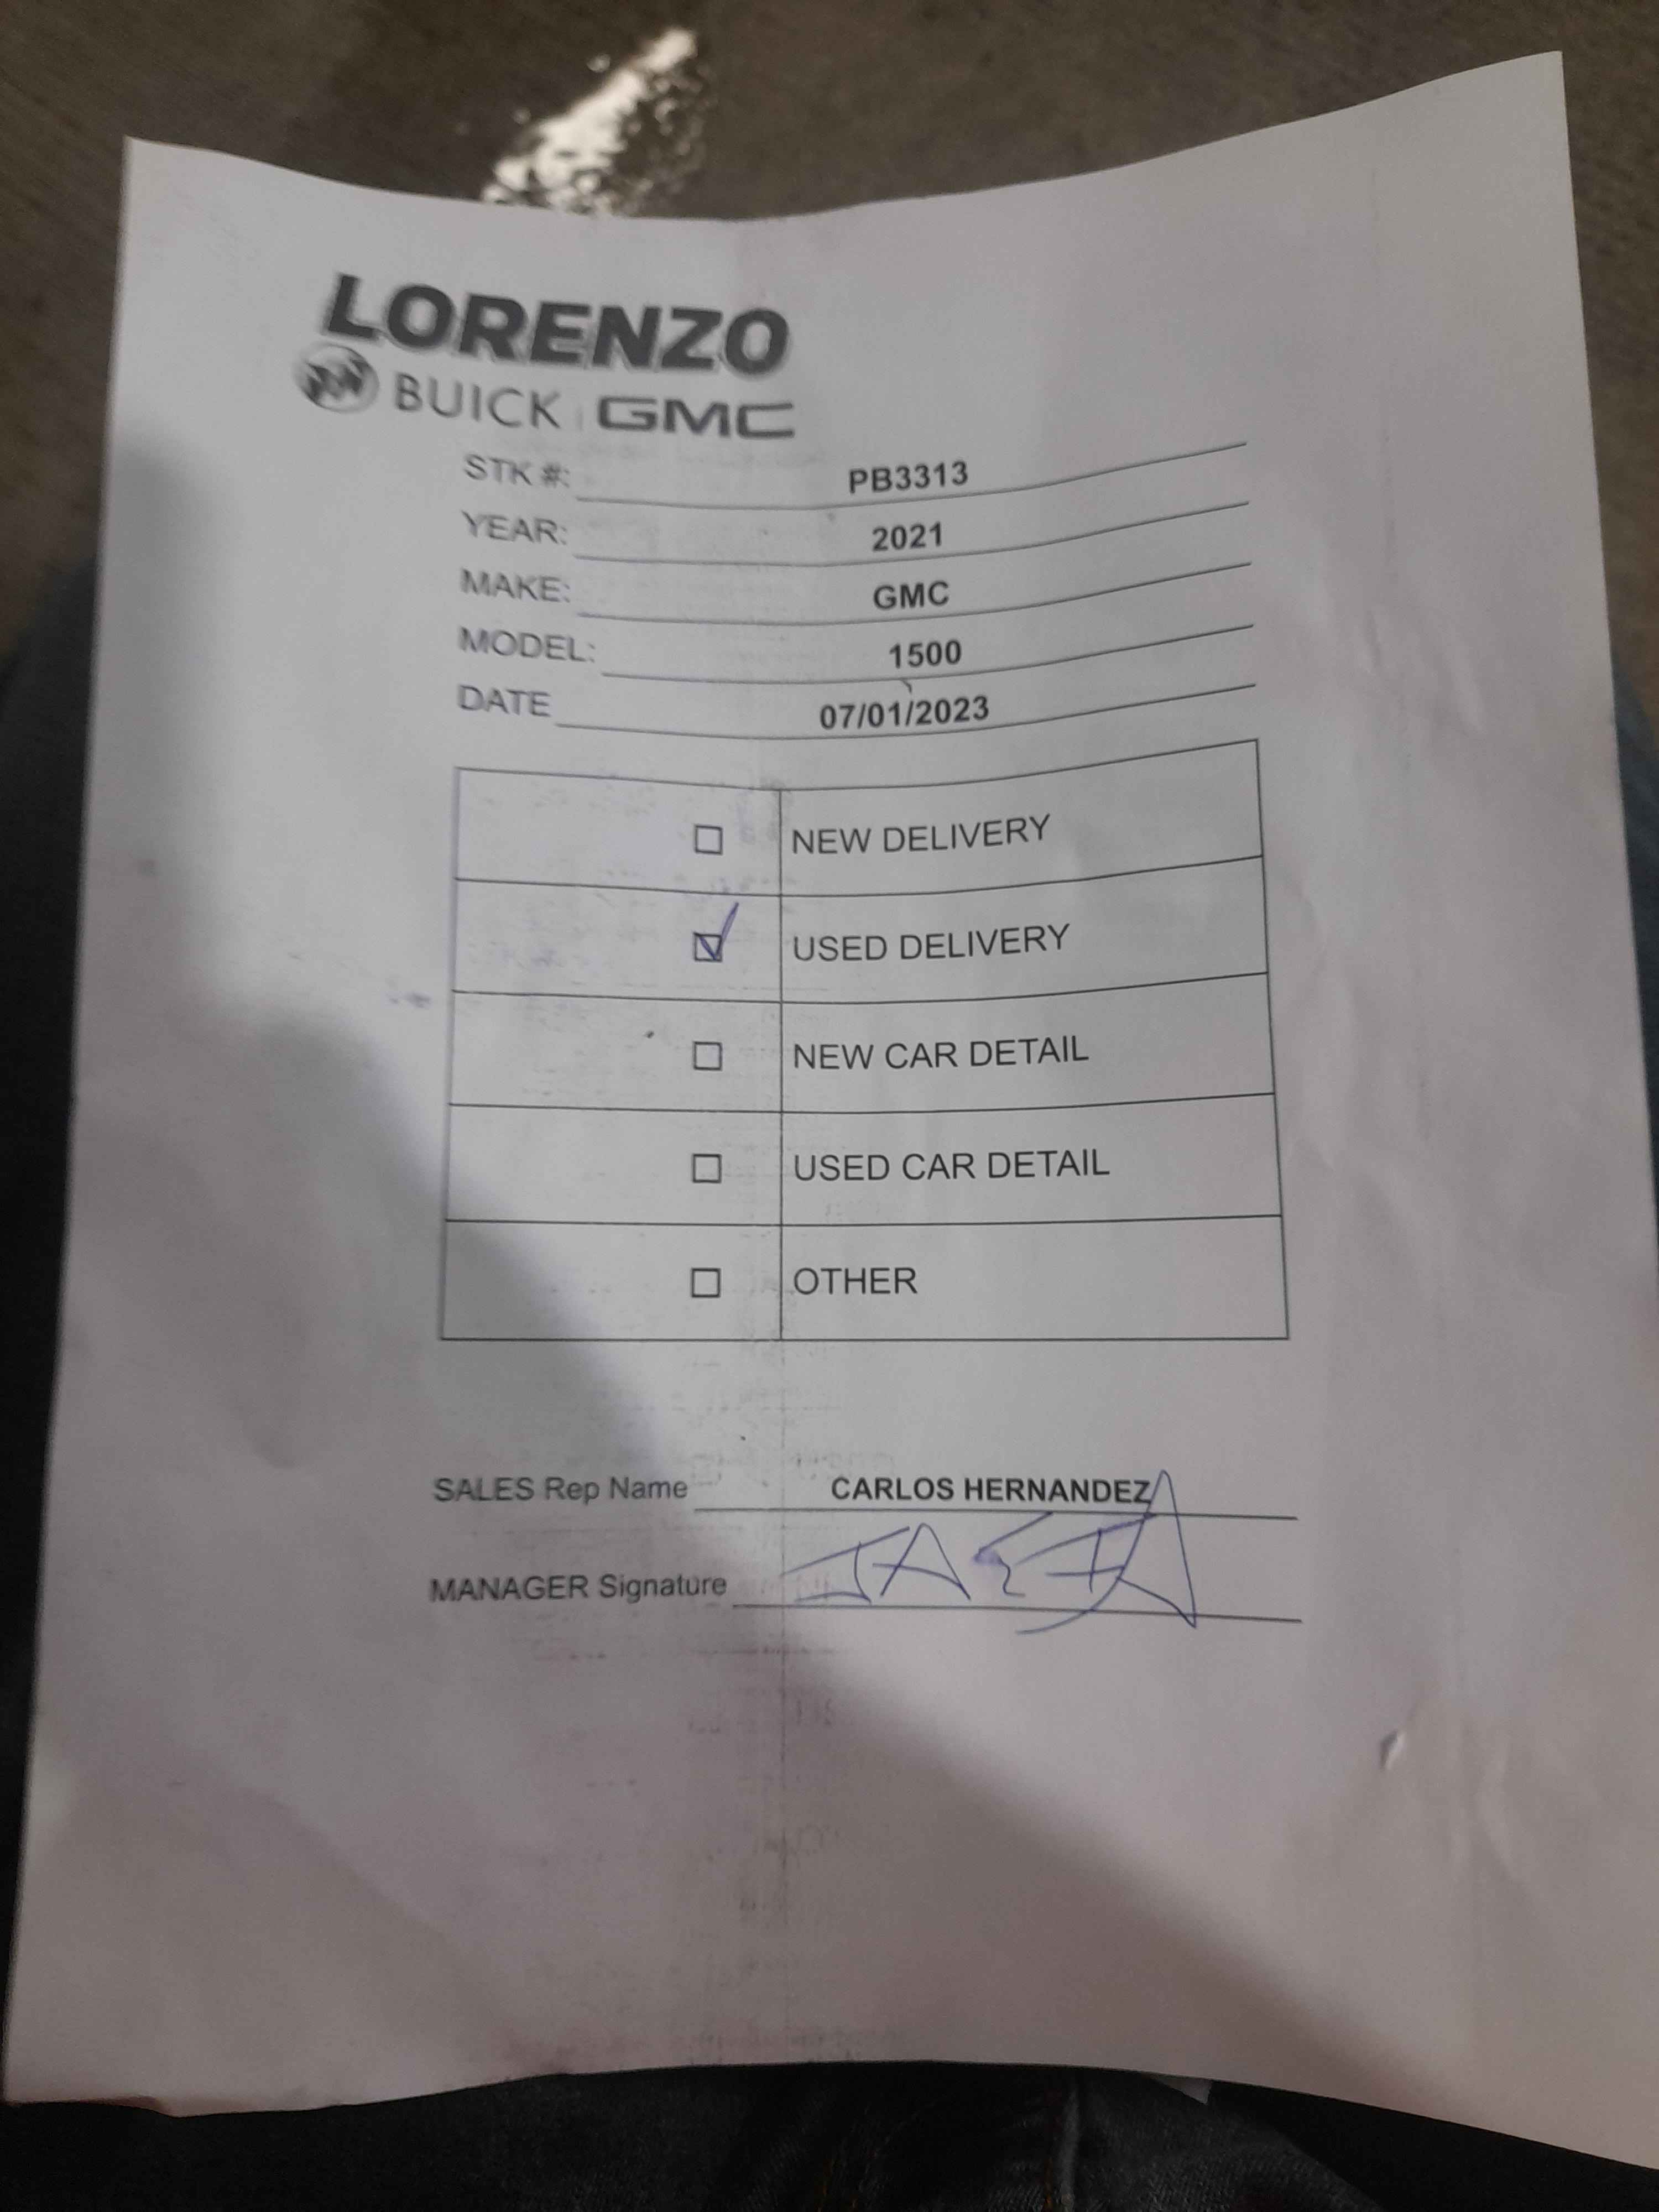 LORENZO
BUICK GMC
STK #: PB3313
YEAR: 2021
MAKE: GMC
MODEL: 1500
DATE 07/01/2023
NEW DELIVERY
USED DELIVERY
NEW CAR DETAIL
USED CAR DETAIL
OTHER
SALES Rep Name CARLOS HERNANDEZ
MANAGER Signature